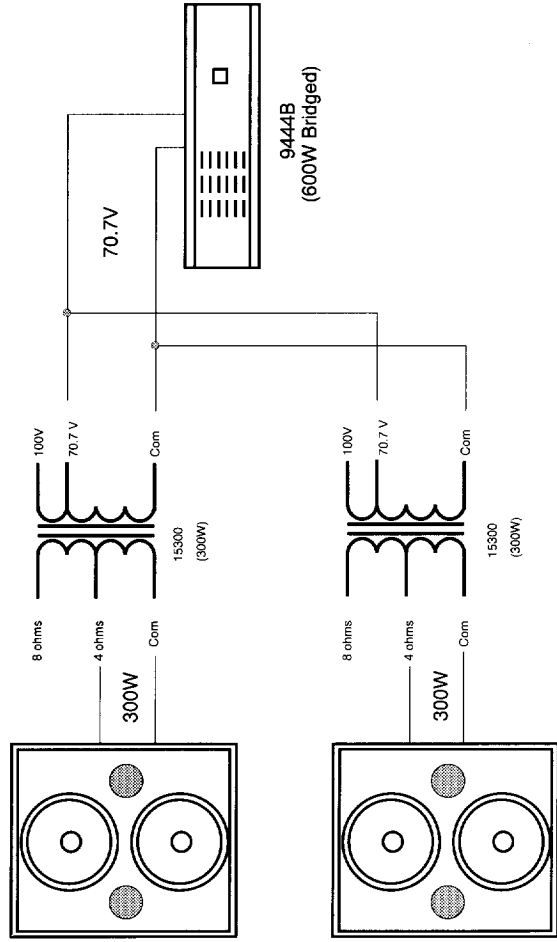 9444B
(600W Bridged)
70.7V
100V
70.7 V
Com
15300
(300W)
8 ohms
4 ohms
Com
300W
100V
70.7 V
Com
15300
(300W)
8 ohms
4 ohms
Com
300W